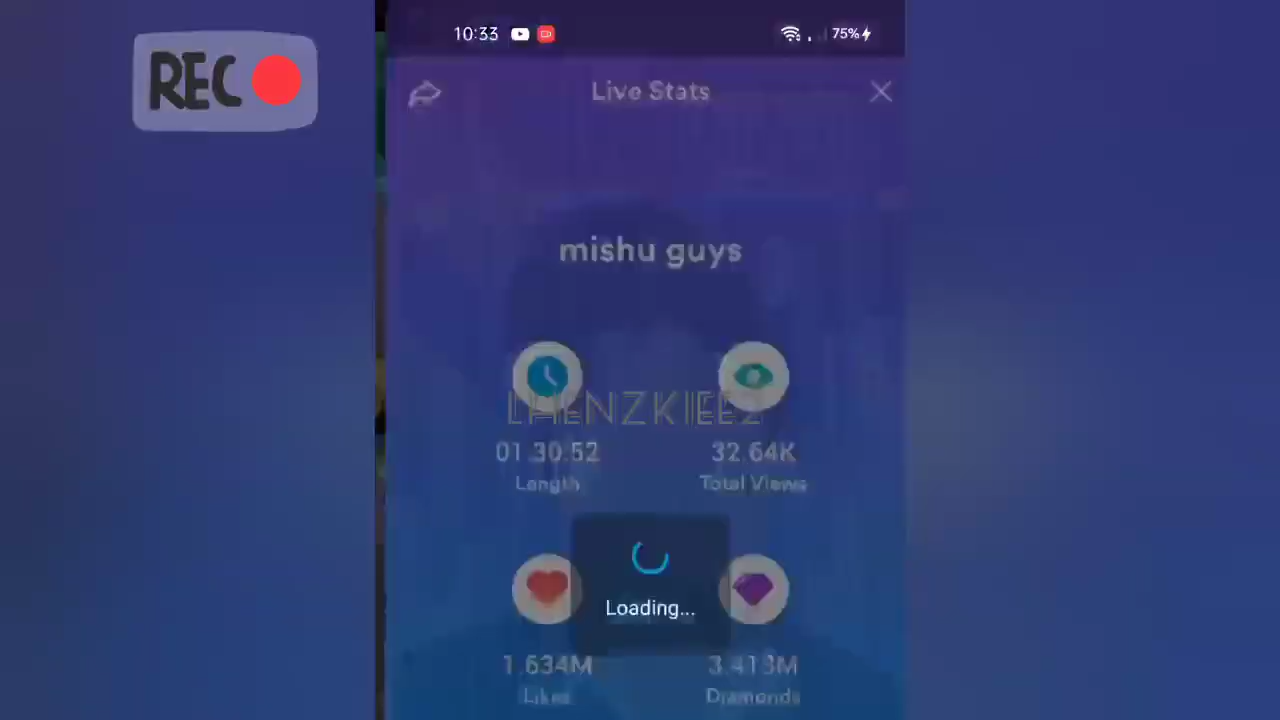 REC
10:33
75%
Live Stats
mishu guys
LHENZKIEEZ
01:30:52
32.64K
Length
Total Views
Loading...
1.634M
3.413M
Likes
Diamonds